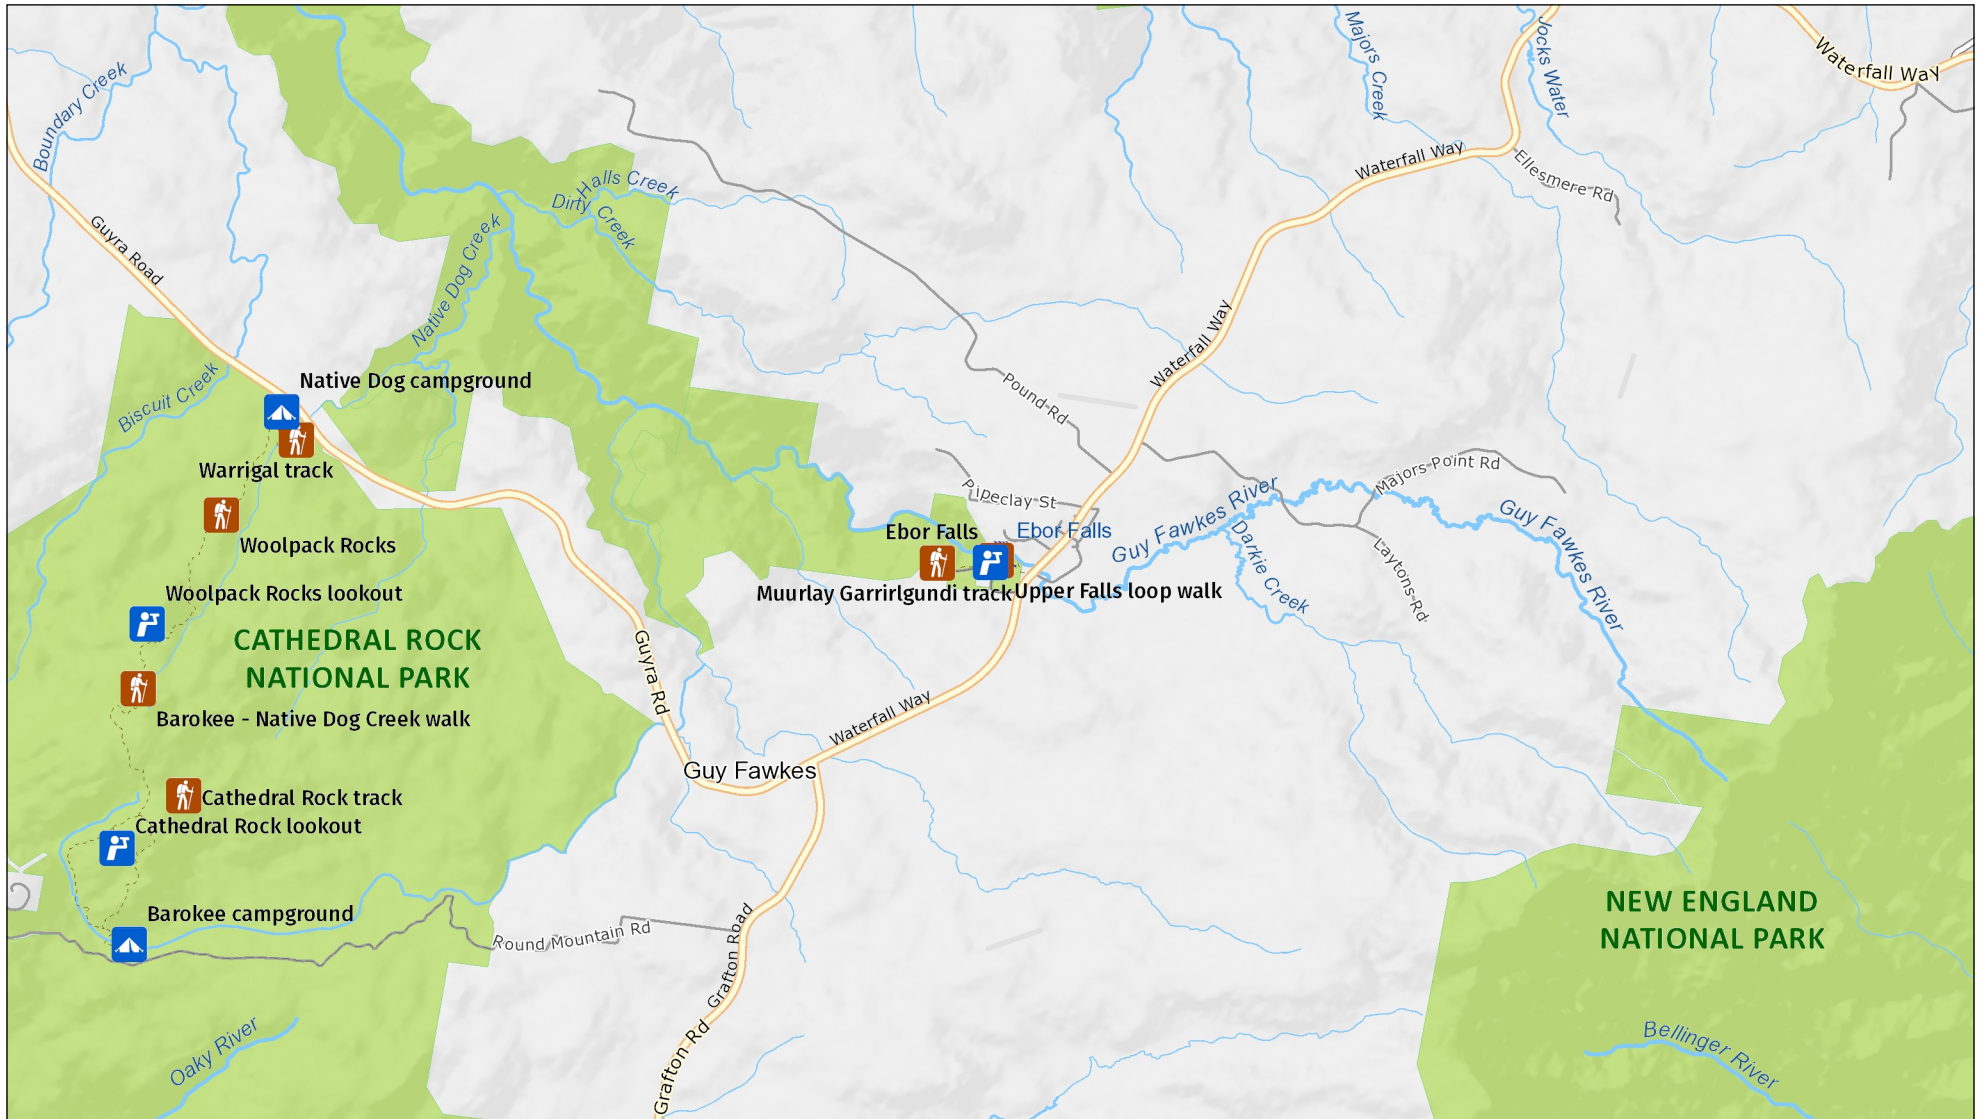 Boundary Creek
Majors Creek
Jocks Water
Waterfall Way
Waterfall Way
Ellesmere Rd
Halls Creek
Dirty Creek
Guyra Road
Native Dog Creek
Waterfall Way
Biscuit Creek
Native Dog campground
Pound Rd
Warrigal track
Majors Point Rd
Pipeclay St
Guy Fawkes River
Guy Fawkes River
Ebor Falls
Ebor Falls
Woolpack Rocks
Darkie Creek
Laytons Rd
Woolpack Rocks lookout
Muurlay Garrirlgundi track
Upper Falls loop walk
CATHEDRAL ROCK
NATIONAL PARK
Guyra Rd
Barokee - Native Dog Creek walk
Waterfall Way
Guy Fawkes
Cathedral Rock track
Cathedral Rock lookout
Barokee campground
Round Mountain Rd
Grafton Road
NEW ENGLAND
NATIONAL PARK
Oaky River
Grafton Rd
Bellinger River